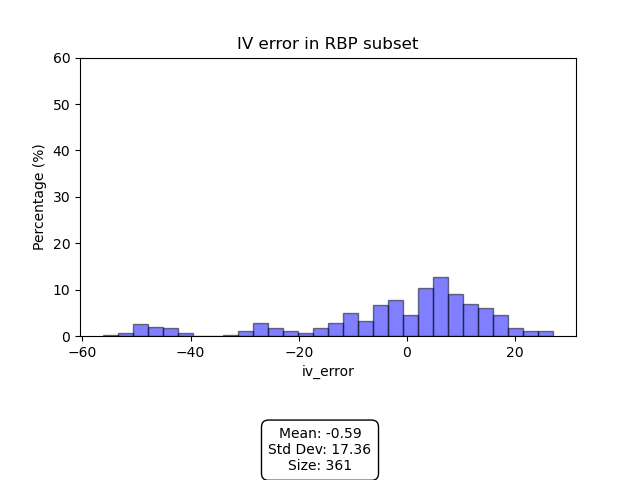 IV error in RBP subset
60
50
40
30
20
10
0
Percentage (%)
−60 −40 −20 0 20
iv_error
Mean: -0.59
Std Dev: 17.36
Size: 361